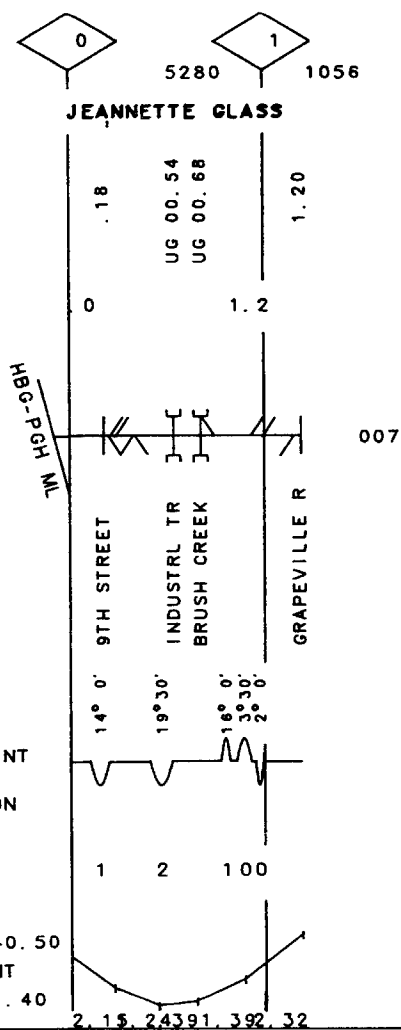 0 1
5280 1056
JEANNETTE GLASS
.18
UG 00.54
UG 00.68
1.20
0 1.2
HBG-PGH ML
007
9TH STREET
INDUSTRL TR
BRUSH CREEK
GRAPEVILLE R
14° 0'
19°30'
16° 0'
3°30'
2° 0'
NT
ON
1 2 100
0.50
NT
.40